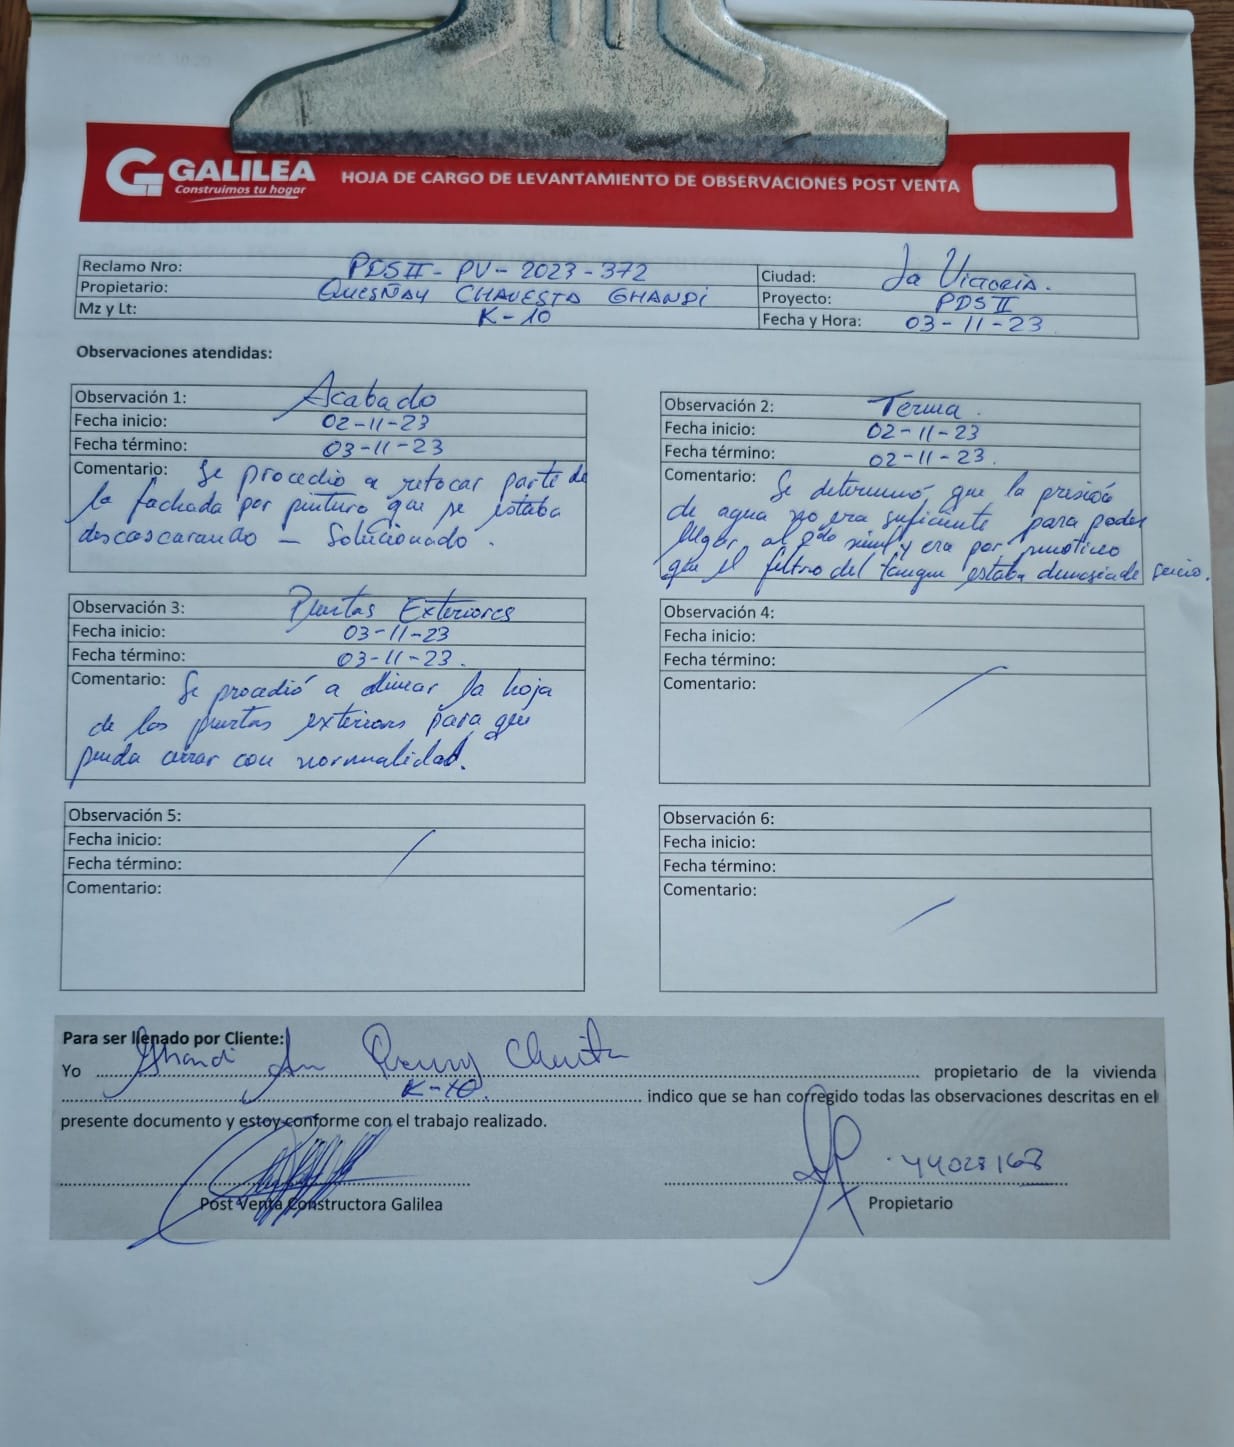 GALILEA
Construimos tu hogar
HOJA DE CARGO DE LEVANTAMIENTO DE OBSERVACIONES POST VENTA
Reclamo Nro: PDSII- PV- 2023-372
Ciudad: La Victoria.
Propietario: QUESÑAY CHAVESTA GHANDI
Proyecto: PDS II
Mz y Lt: K-10
Fecha y Hora: 03-11-23
Observaciones atendidas:
Observación 1: Acabado
Fecha inicio: 02-11-23
Fecha término: 03-11-23
Comentario: Se procedio a retocar parte de
la fachada por pintura que se estaba
descascarando - Solucionado.
Observación 2: Terma.
Fecha inicio: 02-11-23
Fecha término: 02-11-23.
Comentario: Se determinó que la presión
de agua no era suficiente para poder
llegar al 2do nivel y era por motivo
que el filtro del tanque estaba demasiado sucio.
Observación 3: Puertas Exteriores
Fecha inicio: 03-11-23
Fecha término: 03-11-23.
Comentario: Se procedió a alinear la hoja
de las puertas exteriores para que
pueda cerrar con normalidad.
Observación 4:
Fecha inicio:
Fecha término:
Comentario:
Observación 5:
Fecha inicio:
Fecha término:
Comentario:
Observación 6:
Fecha inicio:
Fecha término:
Comentario:
Para ser llenado por Cliente:
Yo Ghandi propietario de la vivienda
K-10. indico que se han corregido todas las observaciones descritas en el
presente documento y estoy conforme con el trabajo realizado.
44028168
Post Venta Constructora Galilea
Propietario